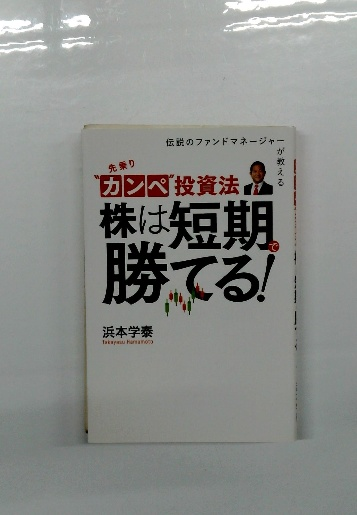 伝説のファンドマネージャーが教える
先乗り
“カンペ”投資法
株は短期で
勝てる!
浜本学泰
Takayasu Hamamoto